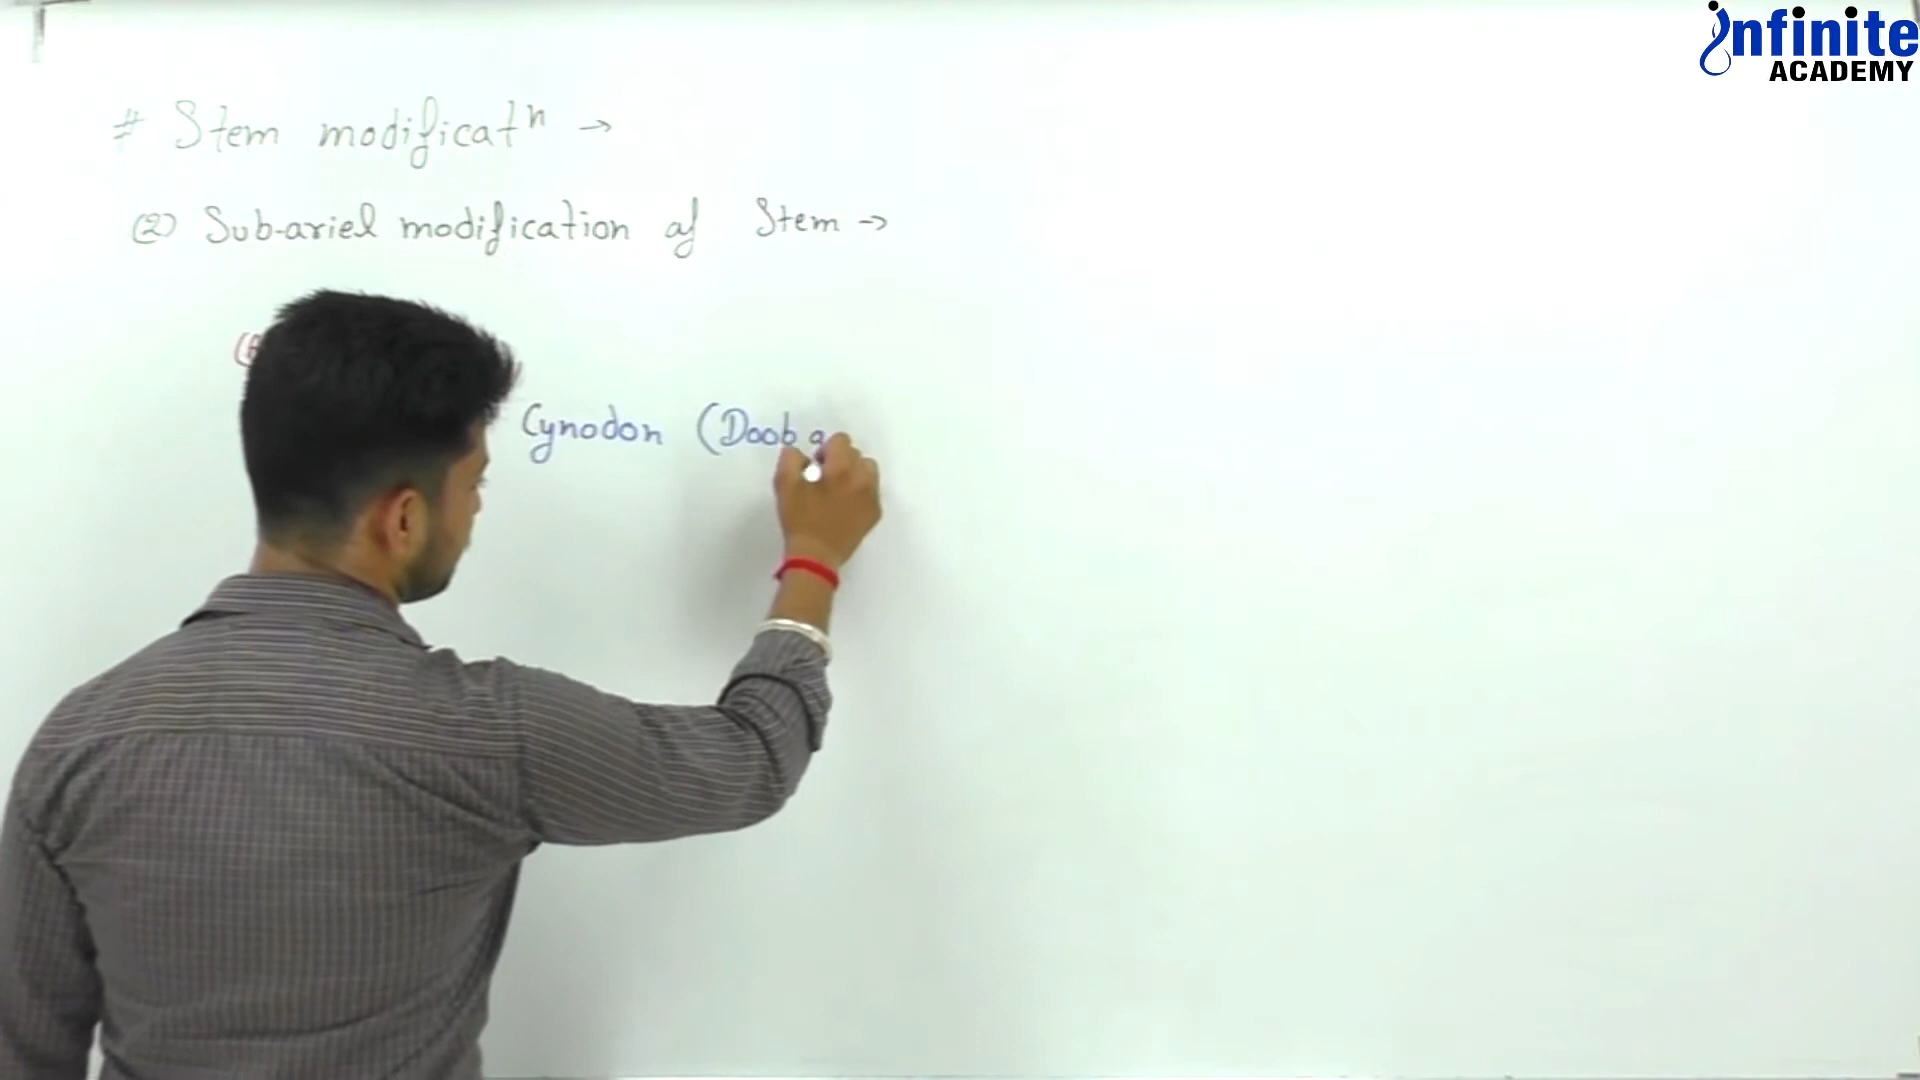 infinite
ACADEMY
# Stem modificatⁿ →
(2) Sub-ariel modification of Stem →
Cynodon (Doob g